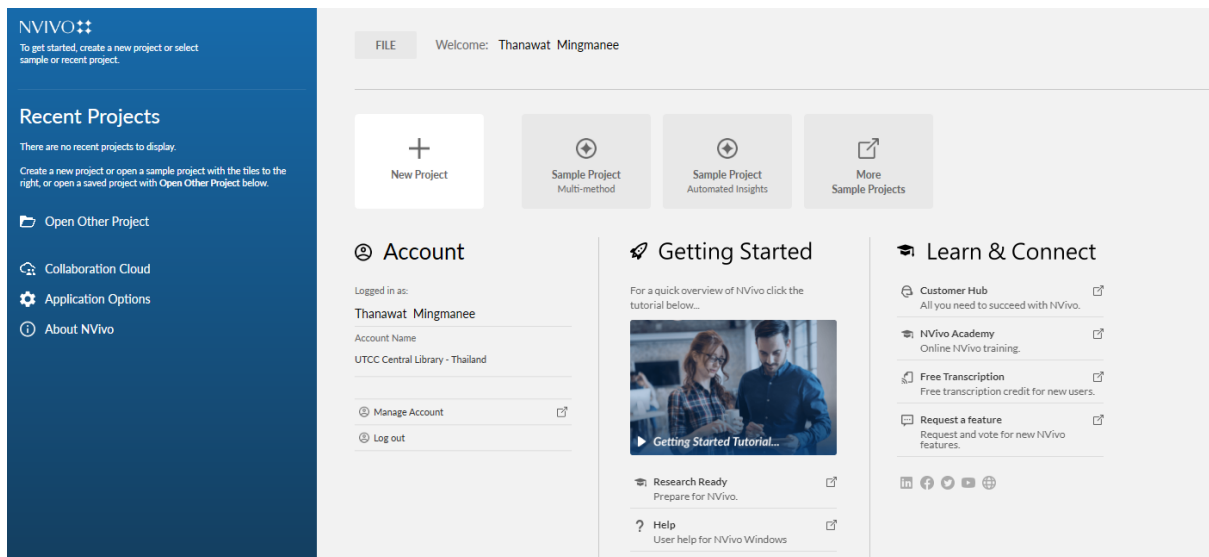 NVIVO
To get started, create a new project or select
sample or recent project.
Recent Projects
There are no recent projects to display.
Create a new project or open a sample project with the tiles to the
right, or open a saved project with Open Other Project below.
Open Other Project
Collaboration Cloud
Application Options
About NVivo
FILE
Welcome: Thanawat Mingmanee
New Project
Sample Project
Multi-method
Sample Project
Automated Insights
More
Sample Projects
Account
Logged in as:
Thanawat Mingmanee
Account Name
UTCC Central Library - Thailand
Manage Account
Log out
Getting Started
For a quick overview of NVivo click the
tutorial below...
Getting Started Tutorial...
Research Ready
Prepare for NVivo.
Help
User help for NVivo Windows
Learn & Connect
Customer Hub
All you need to succeed with NVivo.
NVivo Academy
Online NVivo training.
Free Transcription
Free transcription credit for new users.
Request a feature
Request and vote for new NVivo
features.